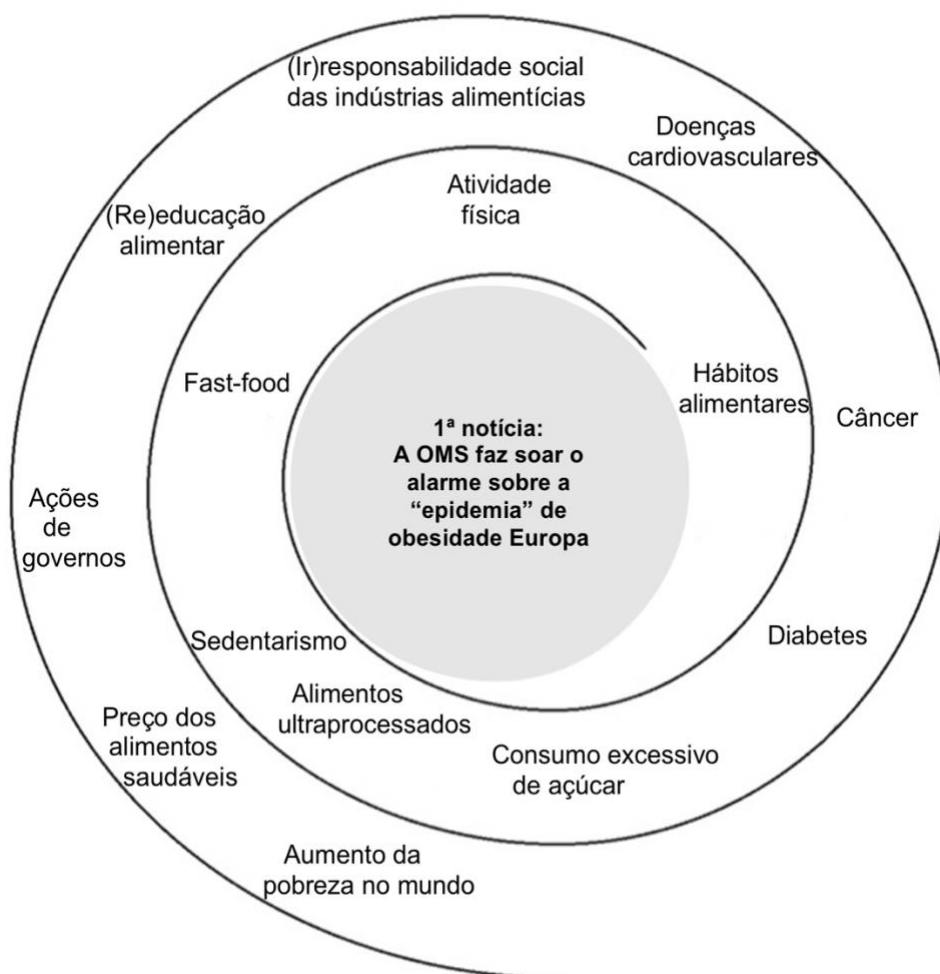 (Ir)responsabilidade social
das indústrias alimentícias
Doenças
cardiovasculares
Atividade
física
(Re)educação
alimentar
Fast-food
Hábitos
alimentares
Câncer
1ª notícia:
A OMS faz soar o
alarme sobre a
“epidemia” de
obesidade Europa
Ações
de
governos
Sedentarismo
Diabetes
Alimentos
ultraprocessados
Preço dos
alimentos
saudáveis
Consumo excessivo
de açúcar
Aumento da
pobreza no mundo